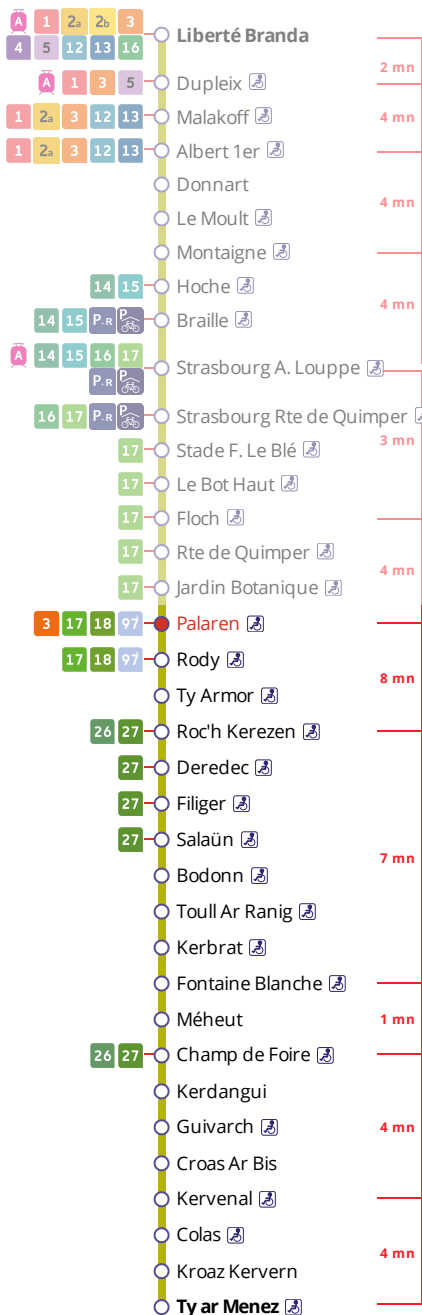 A 1 2a 2b 3
4 5 12 13 16 Liberté Branda
2 mn
A 1 3 5 Dupleix
1 2a 3 12 13 Malakoff 4 mn
1 2a 3 12 13 Albert 1er
Donnart
4 mn
Le Moult
Montaigne
14 15 Hoche
4 mn
14 15 P.R P Braille
A 14 15 16 17
P.R P Strasbourg A. Louppe
16 17 P.R P Strasbourg Rte de Quimper
3 mn
17 Stade F. Le Blé
17 Le Bot Haut
17 Floch
17 Rte de Quimper
4 mn
17 Jardin Botanique
3 17 18 97 Palaren
17 18 97 Rody
8 mn
Ty Armor
26 27 Roc'h Kerezen
27 Deredec
27 Filiger
27 Salaün
7 mn
Bodonn
Toull Ar Ranig
Kerbrat
Fontaine Blanche
Méheut 1 mn
26 27 Champ de Foire
Kerdangui
Guivarch 4 mn
Croas Ar Bis
Kervenal
Colas
4 mn
Kroaz Kervern
Ty ar Menez